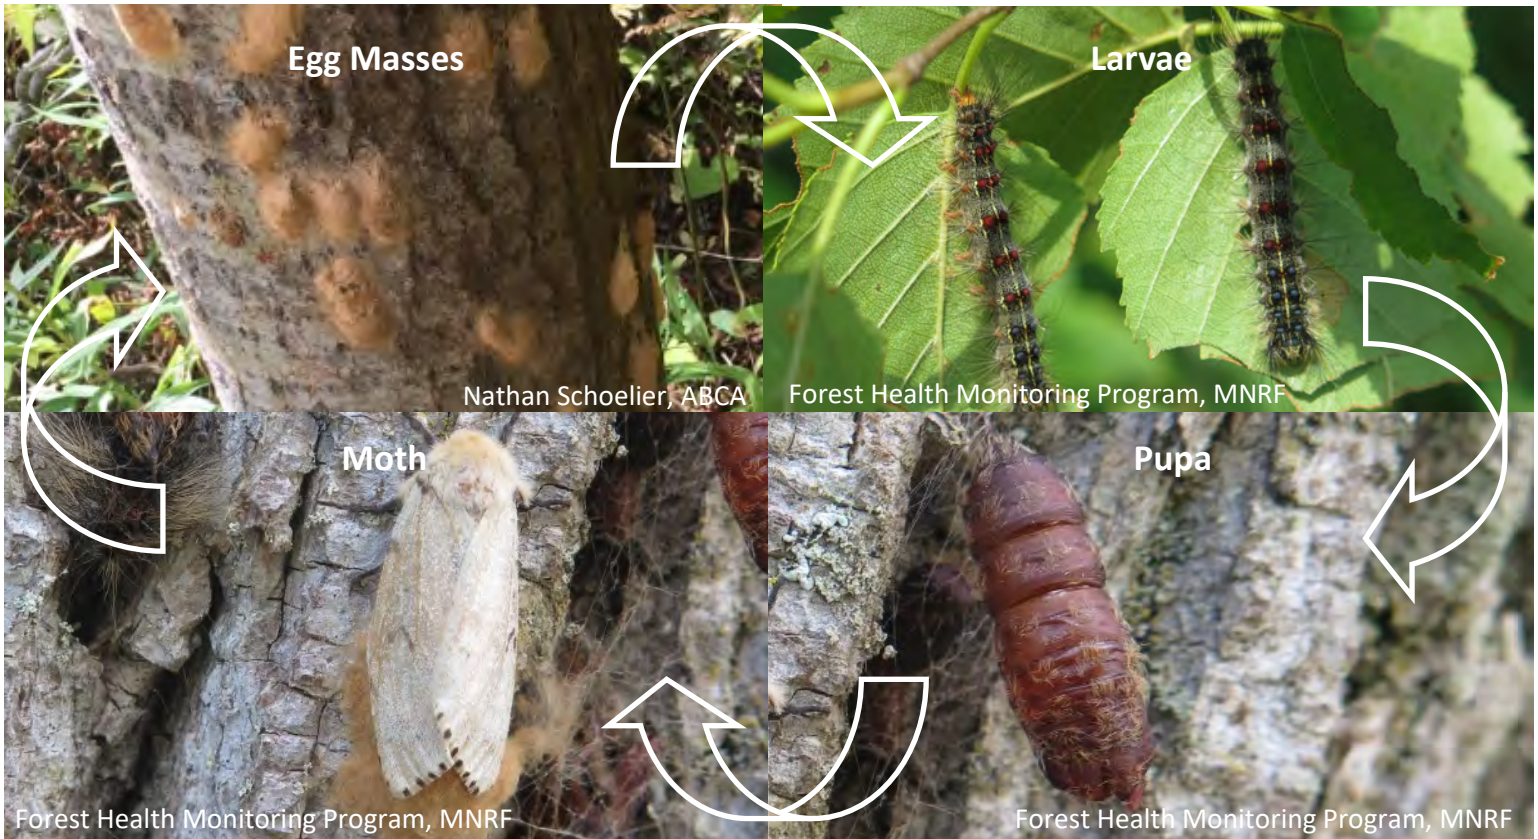 Egg Masses
Nathan Schoelier, ABCA
Larvae
Forest Health Monitoring Program, MNRF
Moth
Forest Health Monitoring Program, MNRF
Pupa
Forest Health Monitoring Program, MNRF